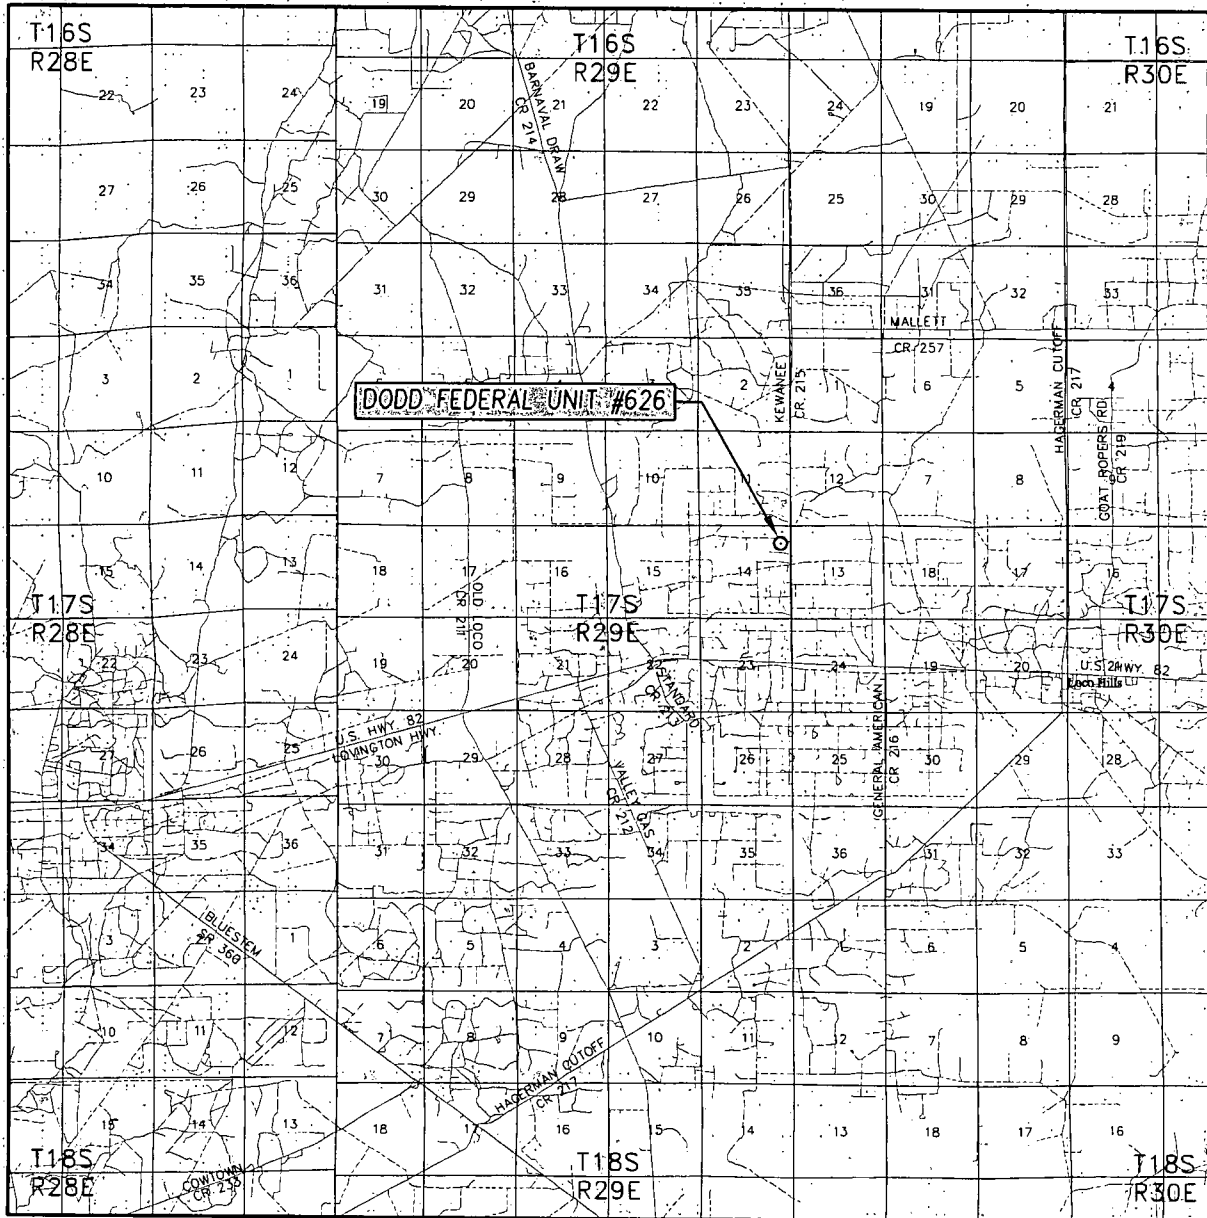 T16S T16S T16S
R28E R29E R30E
22 23 24 19 20 21 22 23 24 19 20 21
BARNAVAL DRAW
CR 214
27 26 25 30 29 28 27 26 25 30 29 28
34 35 36 31 32 33 34 35 36 31 32 33
MALLETT
CR 257
HAGERMAN CUTOFF
CR 217
KEWANEE
CR 215
3 2 1 3 2 1 6 5 4
DODD FEDERAL UNIT #626
GOAT ROPERS RD
CR 219
10 11 12 7 8 9 10 11 12 7 8 9
15 14 13 18 17 16 15 14 13 18 17 16
OLD LOCO
CR 211
T17S T17S T17S
R28E R29E R30E
22 23 24 19 20 21 22 23 24 19 20 21
U.S. HWY. 82
Loco Hills
STANDARD
CR 213
GENERAL AMERICAN
CR 216
U.S. HWY. 82
LOVINGTON HWY.
27 26 25 30 29 28 27 26 25 30 29 28
VALLEY GAS
CR 212
34 35 36 31 32 33 34 35 36 31 32 33
BLUESTEM
SR 360
3 2 1 6 5 4 3 2 1 6 5 4
10 11 12 7 8 9 10 11 12 7 8 9
HAGERMAN CUTOFF
CR 217
15 14 13 18 17 16 15 14 13 18 17 16
T18S T18S T18S
R28E R29E R30E
COWTOWN
CR 233